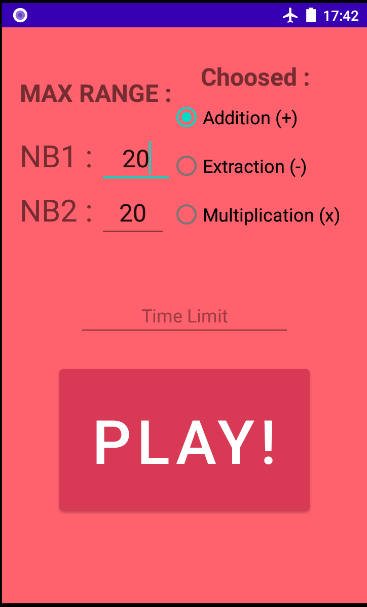 17:42
Choosed :
MAX RANGE :
Addition (+)
NB1 : 20
Extraction (-)
NB2 : 20
Multiplication (x)
Time Limit
PLAY!